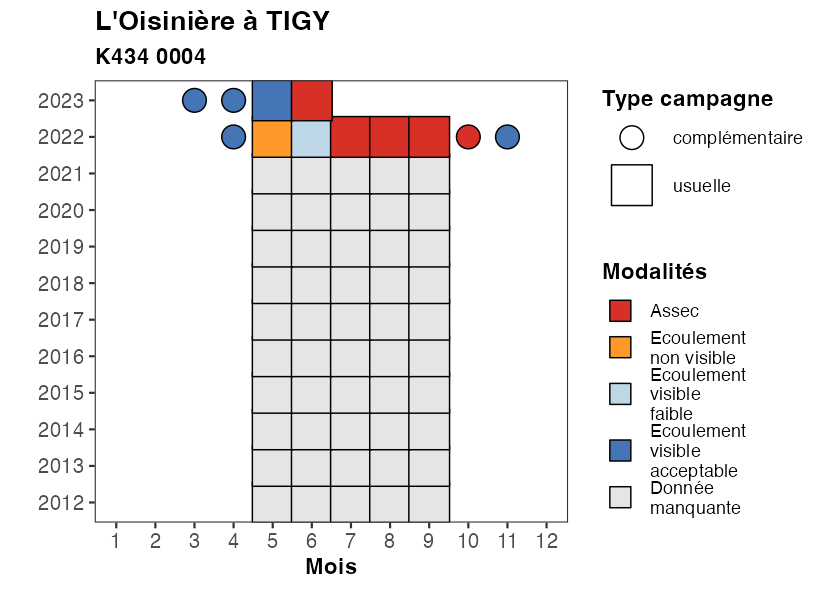 L'Oisinière à TIGY
K434 0004
2023
2022
2021
2020
2019
2018
2017
2016
2015
2014
2013
2012
1 2 3 4 5 6 7 8 9 10 11 12
Mois
Type campagne
complémentaire
usuelle
Modalités
Assec
Ecoulement
non visible
Ecoulement
visible
faible
Ecoulement
visible
acceptable
Donnée
manquante